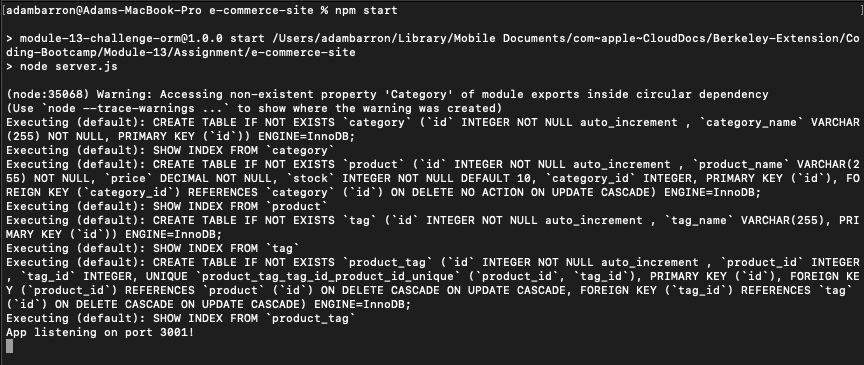 [adambarron@Adams-MacBook-Pro e-commerce-site % npm start                       ]
> module-13-challenge-orm@1.0.0 start /Users/adambarron/Library/Mobile Documents/com~apple~CloudDocs/Berkeley-Extension/Co
ding-Bootcamp/Module-13/Assignment/e-commerce-site
> node server.js
(node:35068) Warning: Accessing non-existent property 'Category' of module exports inside circular dependency
(Use `node --trace-warnings ...` to show where the warning was created)
Executing (default): CREATE TABLE IF NOT EXISTS `category` (`id` INTEGER NOT NULL auto_increment , `category_name` VARCHAR
(255) NOT NULL, PRIMARY KEY (`id`)) ENGINE=InnoDB;
Executing (default): SHOW INDEX FROM `category`
Executing (default): CREATE TABLE IF NOT EXISTS `product` (`id` INTEGER NOT NULL auto_increment , `product_name` VARCHAR(2
55) NOT NULL, `price` DECIMAL NOT NULL, `stock` INTEGER NOT NULL DEFAULT 10, `category_id` INTEGER, PRIMARY KEY (`id`), FO
REIGN KEY (`category_id`) REFERENCES `category` (`id`) ON DELETE NO ACTION ON UPDATE CASCADE) ENGINE=InnoDB;
Executing (default): SHOW INDEX FROM `product`
Executing (default): CREATE TABLE IF NOT EXISTS `tag` (`id` INTEGER NOT NULL auto_increment , `tag_name` VARCHAR(255), PRI
MARY KEY (`id`)) ENGINE=InnoDB;
Executing (default): SHOW INDEX FROM `tag`
Executing (default): CREATE TABLE IF NOT EXISTS `product_tag` (`id` INTEGER NOT NULL auto_increment , `product_id` INTEGER
, `tag_id` INTEGER, UNIQUE `product_tag_tag_id_product_id_unique` (`product_id`, `tag_id`), PRIMARY KEY (`id`), FOREIGN KE
Y (`product_id`) REFERENCES `product` (`id`) ON DELETE CASCADE ON UPDATE CASCADE, FOREIGN KEY (`tag_id`) REFERENCES `tag`
(`id`) ON DELETE CASCADE ON UPDATE CASCADE) ENGINE=InnoDB;
Executing (default): SHOW INDEX FROM `product_tag`
App listening on port 3001!